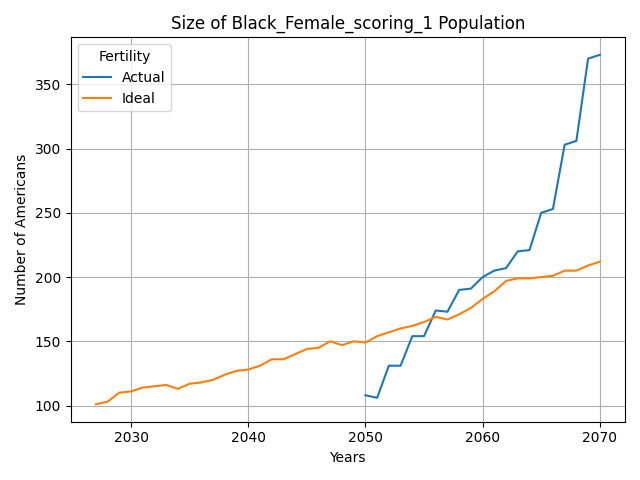 Size of Black_Female_scoring_1 Population
Fertility
Actual
Ideal
Number of Americans
350
300
250
200
150
100
2030
2040
2050
2060
2070
Years